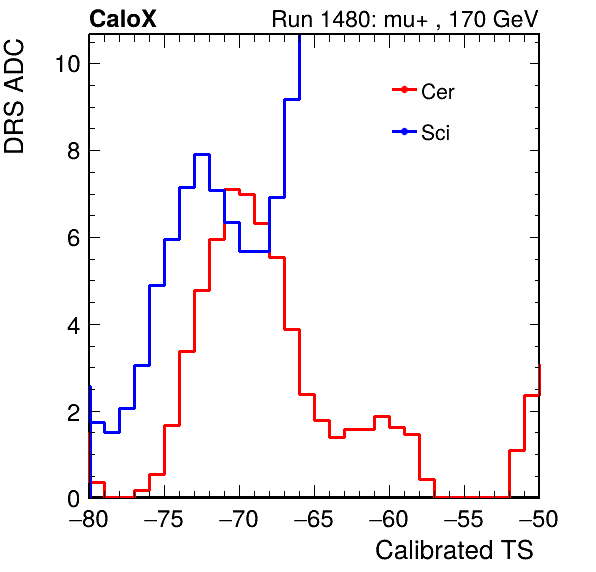 CaloX Run 1480: mu+ , 170 GeV
DRS ADC
10
8
6
4
2
0
Cer
Sci
−80 −75 −70 −65 −60 −55 −50
Calibrated TS